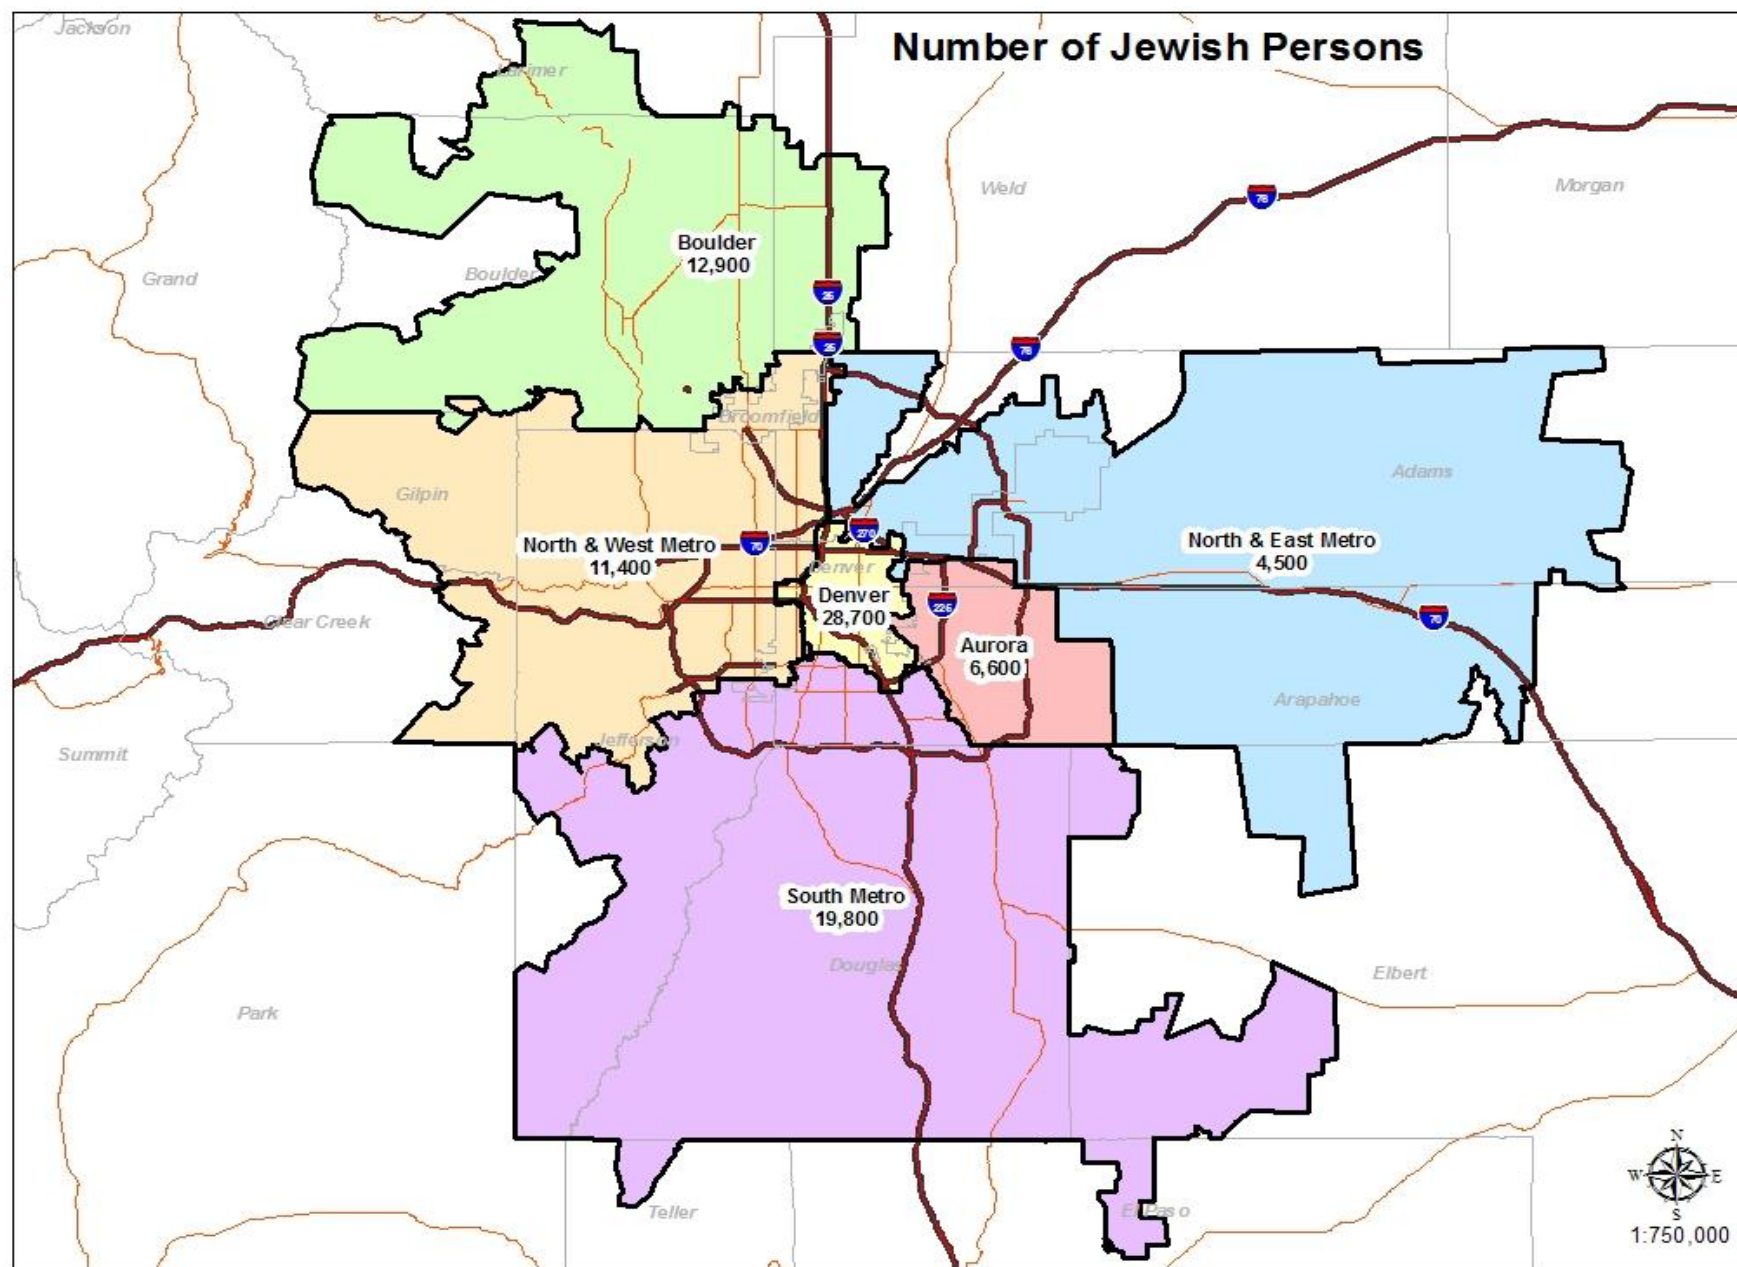 Number of Jewish Persons
Jackson
Larimer
Weld
Morgan
76
Boulder
12,900
Boulder
Grand
25
25
76
Broomfield
Adams
Gilpin
North & West Metro
11,400
70
270
North & East Metro
4,500
Denver
Denver
28,700
225
70
Clear Creek
Aurora
6,600
Arapahoe
Summit
Jefferson
South Metro
19,800
Douglas
Elbert
Park
Teller
El Paso
N
W
E
S
1:750,000